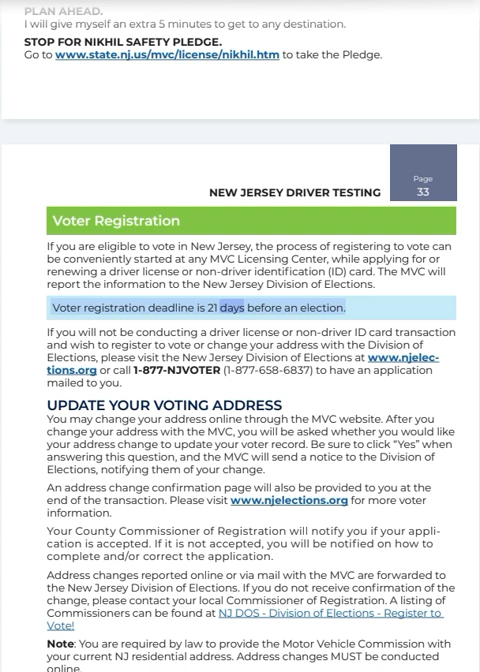 PLAN AHEAD.
I will give myself an extra 5 minutes to get to any destination.
STOP FOR NIKHIL SAFETY PLEDGE.
Go to www.state.nj.us/mvc/license/nikhil.htm to take the Pledge.
Page
NEW JERSEY DRIVER TESTING 33
Voter Registration
If you are eligible to vote in New Jersey, the process of registering to vote can
be conveniently started at any MVC Licensing Center, while applying for or
renewing a driver license or non-driver identification (ID) card. The MVC will
report the information to the New Jersey Division of Elections.
Voter registration deadline is 21 days before an election.
If you will not be conducting a driver license or non-driver ID card transaction
and wish to register to vote or change your address with the Division of
Elections, please visit the New Jersey Division of Elections at www.njelec-
tions.org or call 1-877-NJVOTER (1-877-658-6837) to have an application
mailed to you.
UPDATE YOUR VOTING ADDRESS
You may change your address online through the MVC website. After you
change your address with the MVC, you will be asked whether you would like
your address change to update your voter record. Be sure to click “Yes” when
answering this question, and the MVC will send a notice to the Division of
Elections, notifying them of your change.
An address change confirmation page will also be provided to you at the
end of the transaction. Please visit www.njelections.org for more voter
information.
Your County Commissioner of Registration will notify you if your appli-
cation is accepted. If it is not accepted, you will be notified on how to
complete and/or correct the application.
Address changes reported online or via mail with the MVC are forwarded to
the New Jersey Division of Elections. If you do not receive confirmation of the
change, please contact your local Commissioner of Registration. A listing of
Commissioners can be found at NJ DOS - Division of Elections - Register to
Vote!
Note: You are required by law to provide the Motor Vehicle Commission with
your current NJ residential address. Address changes MUST be conducted
online.